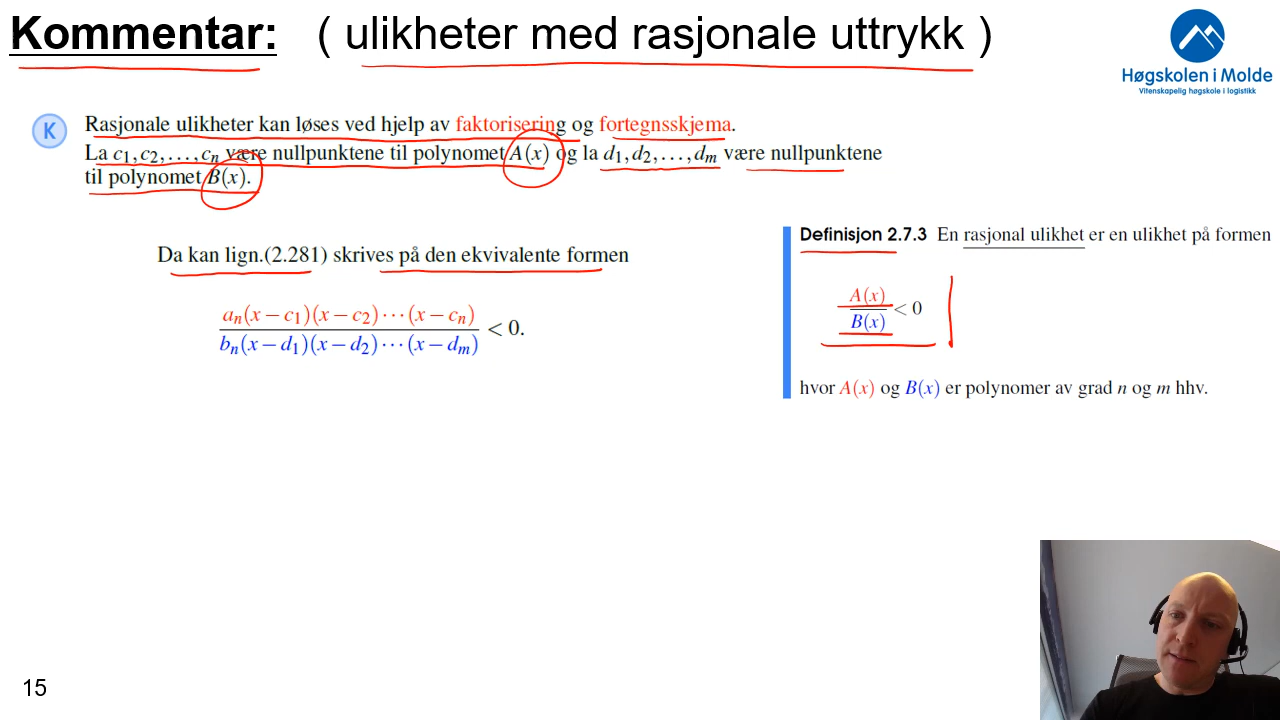 Kommentar: ( ulikheter med rasjonale uttrykk )
Høgskolen i Molde
Vitenskapelig høgskole i logistikk
K
Rasjonale ulikheter kan løses ved hjelp av faktorisering og fortegnsskjema.
La c₁,c₂,…,cₙ være nullpunktene til polynomet A(x) og la d₁,d₂,…,dₘ være nullpunktene
til polynomet B(x).
Da kan lign.(2.281) skrives på den ekvivalente formen
aₙ(x−c₁)(x−c₂)⋯(x−cₙ)
bₙ(x−d₁)(x−d₂)⋯(x−dₘ) < 0.
Definisjon 2.7.3 En rasjonal ulikhet er en ulikhet på formen
A(x)
B(x) < 0
hvor A(x) og B(x) er polynomer av grad n og m hhv.
15